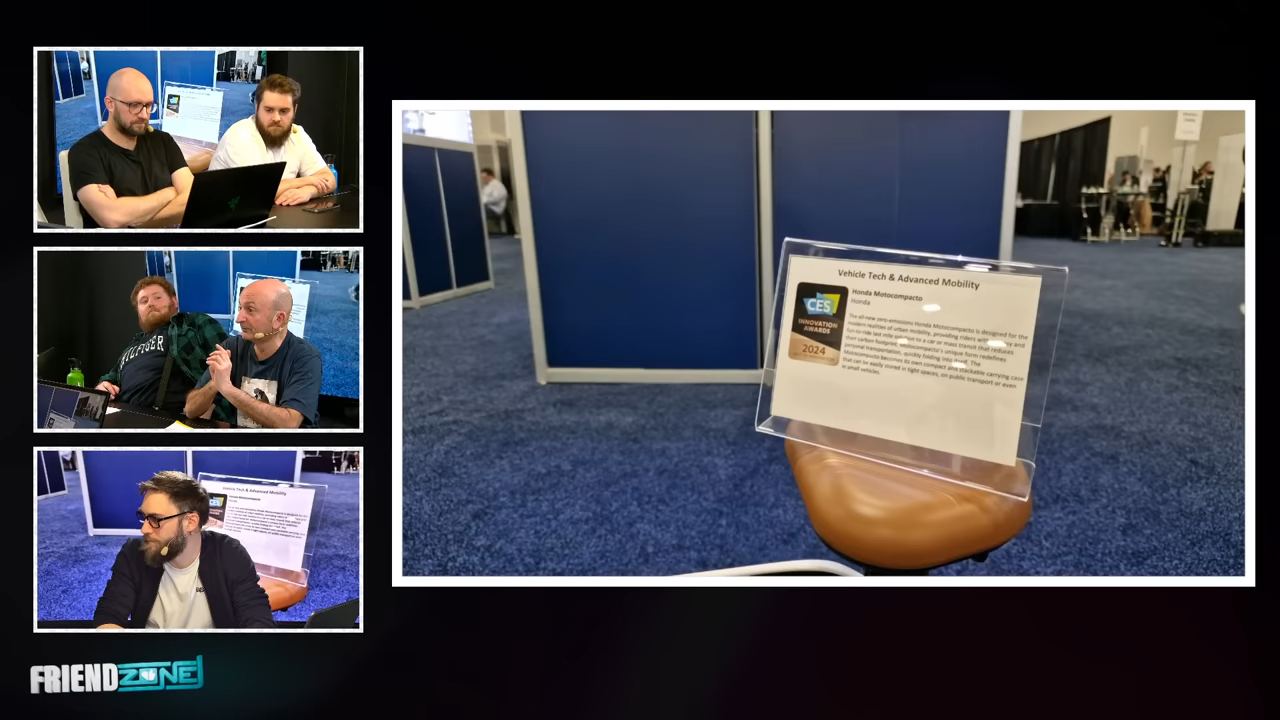 HILFIGER
FRIENDZONE
Vehicle Tech & Advanced Mobility
CES
INNOVATION
AWARDS
2024
Honda Motocompacto
Honda
The all-new zero-emissions Honda Motocompacto is designed for the
modern realities of urban mobility, providing riders with an easy and
fun-to-ride last mile solution to a car or mass transit that reduces
their carbon footprint. Motocompacto's unique form redefines
personal transportation, quickly folding into itself. The
Motocompacto becomes its own compact and stackable carrying case
that can be easily stored in tight spaces, on public transport or even
in small vehicles.